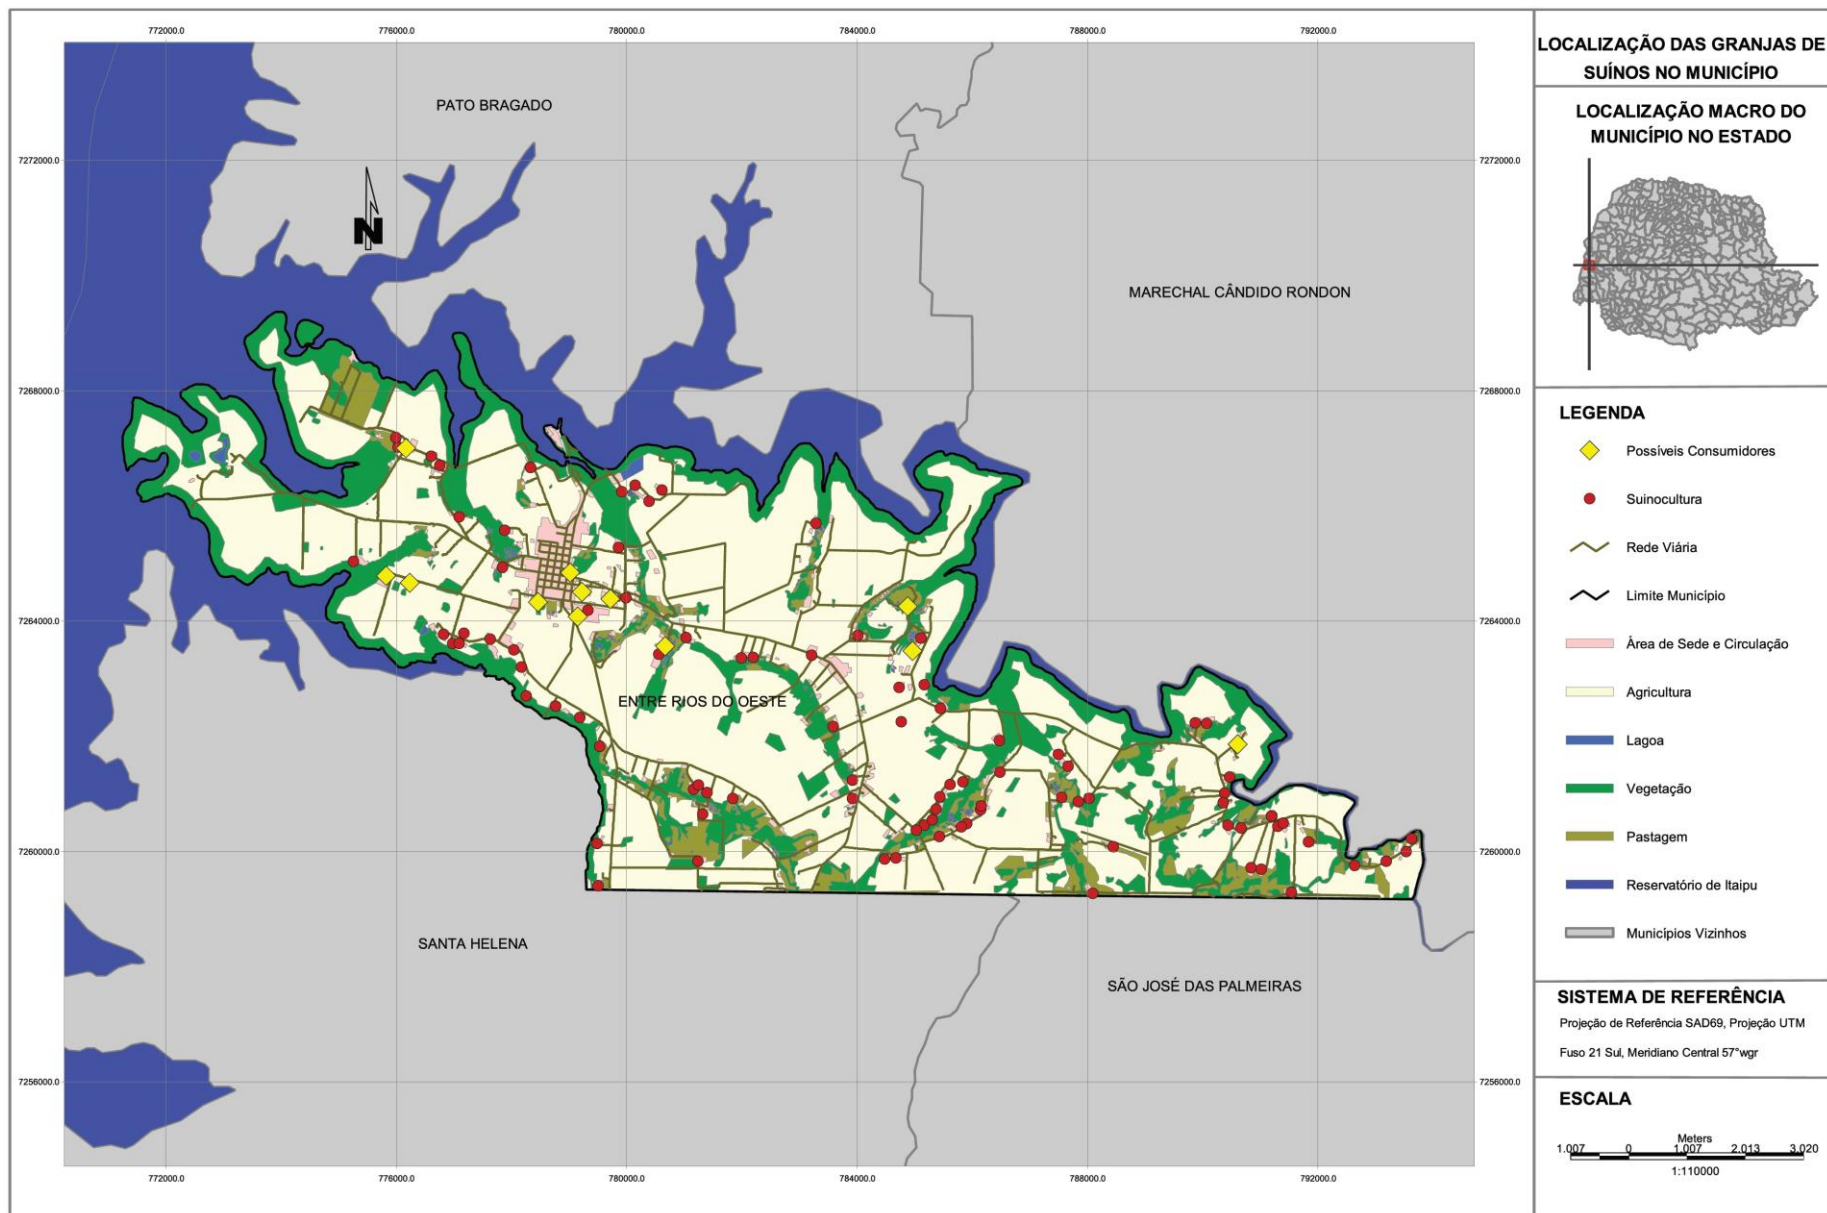 772000.0 776000.0 780000.0 784000.0 788000.0 792000.0
PATO BRAGADO
7272000.0 7272000.0
N
MARECHAL CÂNDIDO RONDON
7268000.0 7268000.0
7264000.0 7264000.0
ENTRE RIOS DO OESTE
7260000.0 7260000.0
SANTA HELENA
SÃO JOSÉ DAS PALMEIRAS
7256000.0 7256000.0
772000.0 776000.0 780000.0 784000.0 788000.0 792000.0
LOCALIZAÇÃO DAS GRANJAS DE
SUÍNOS NO MUNICÍPIO
LOCALIZAÇÃO MACRO DO
MUNICÍPIO NO ESTADO
LEGENDA
Possíveis Consumidores
Suinocultura
Rede Viária
Limite Município
Área de Sede e Circulação
Agricultura
Lagoa
Vegetação
Pastagem
Reservatório de Itaipu
Municípios Vizinhos
SISTEMA DE REFERÊNCIA
Projeção de Referência SAD69, Projeção UTM
Fuso 21 Sul, Meridiano Central 57°wgr
ESCALA
Meters
1.007 0 1.007 2.013 3.020
1:110000